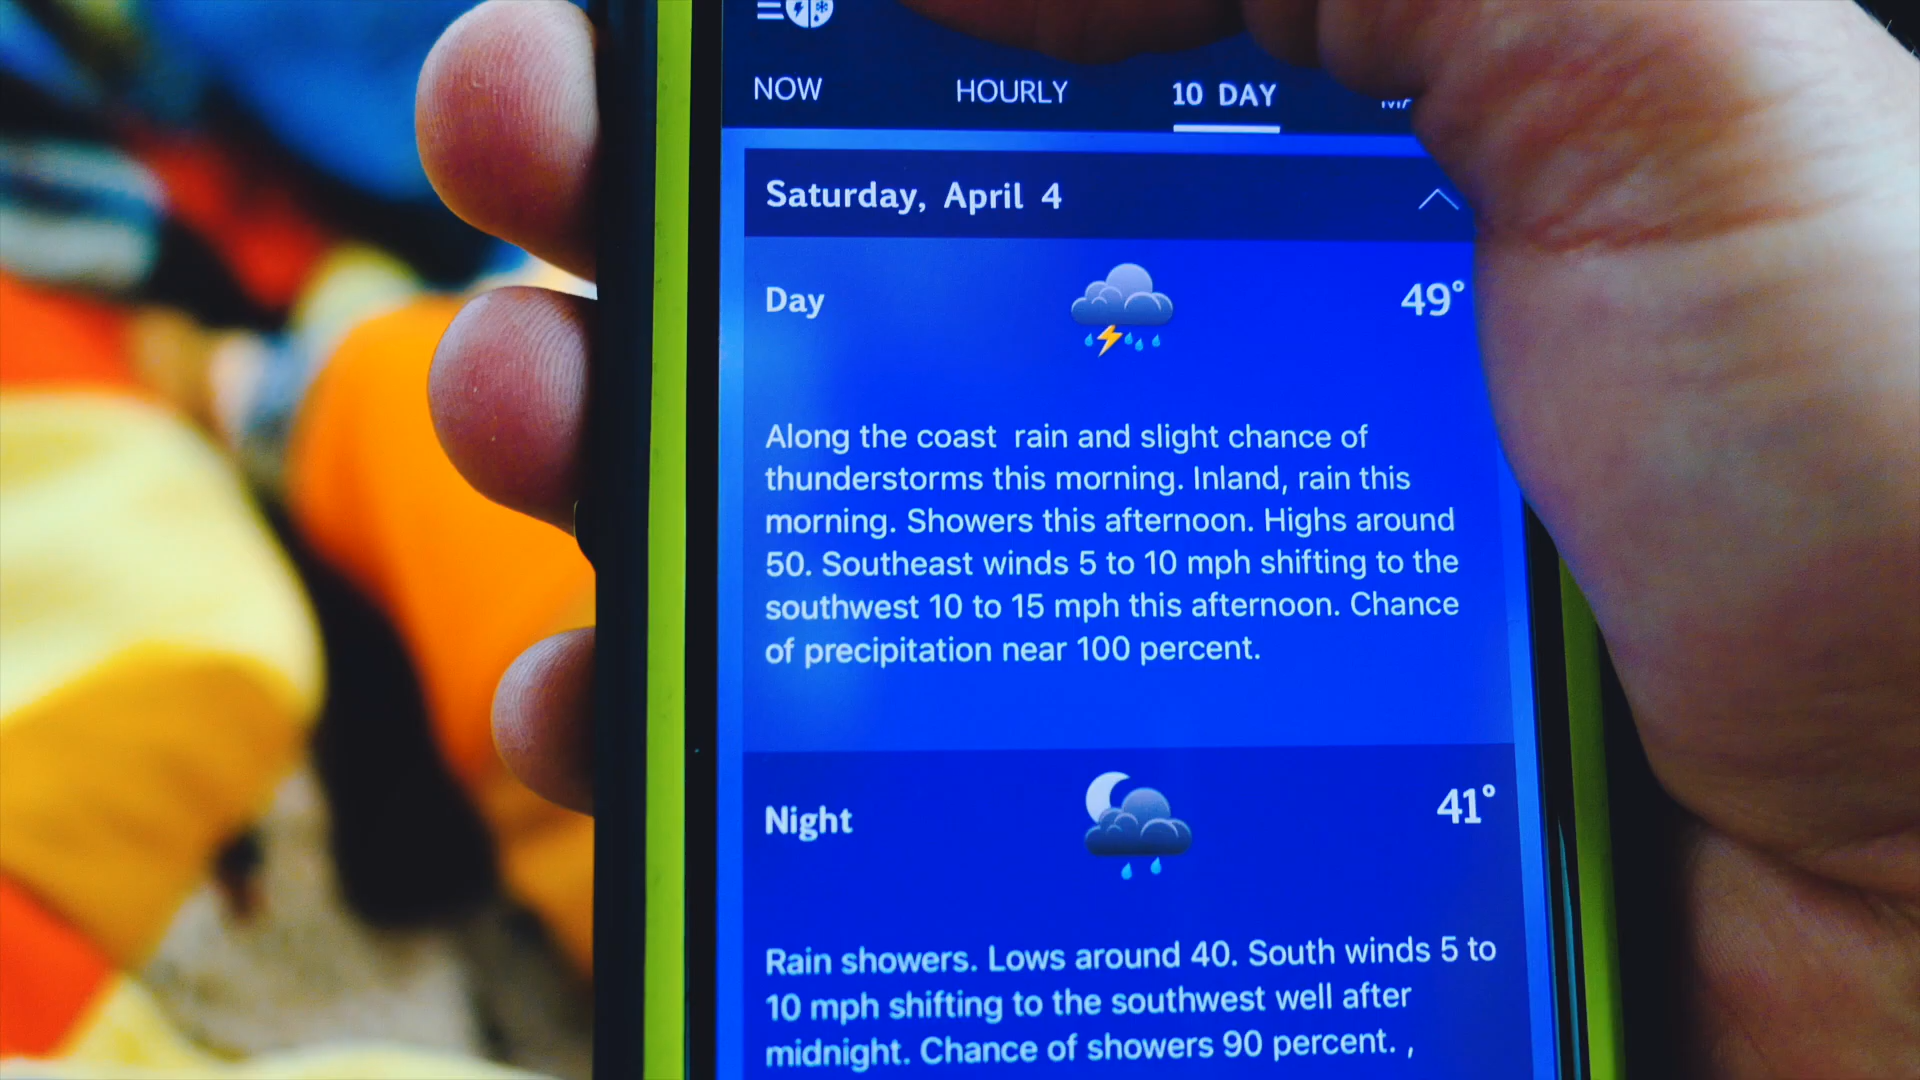 NOW HOURLY 10 DAY
Saturday, April 4
Day 49°
Along the coast rain and slight chance of
thunderstorms this morning. Inland, rain this
morning. Showers this afternoon. Highs around
50. Southeast winds 5 to 10 mph shifting to the
southwest 10 to 15 mph this afternoon. Chance
of precipitation near 100 percent.
Night 41°
Rain showers. Lows around 40. South winds 5 to
10 mph shifting to the southwest well after
midnight. Chance of showers 90 percent. ,